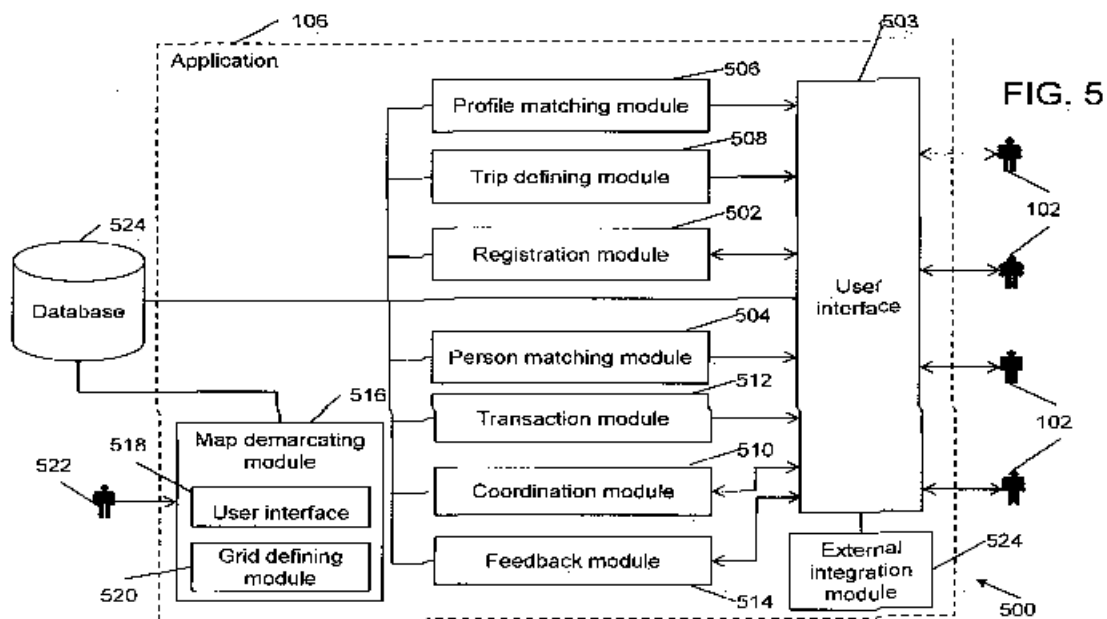 106
503
Application
506
FIG. 5
Profile matching module
508
Trip defining module
102
524
502
Registration module
Database
User
interface
504
Person matching module
516
512
Map demarcating
module
Transaction module
102
518
510
522
User interface
Coordination module
Grid defining
module
Feedback module
External
integration
module
524
520
514
500